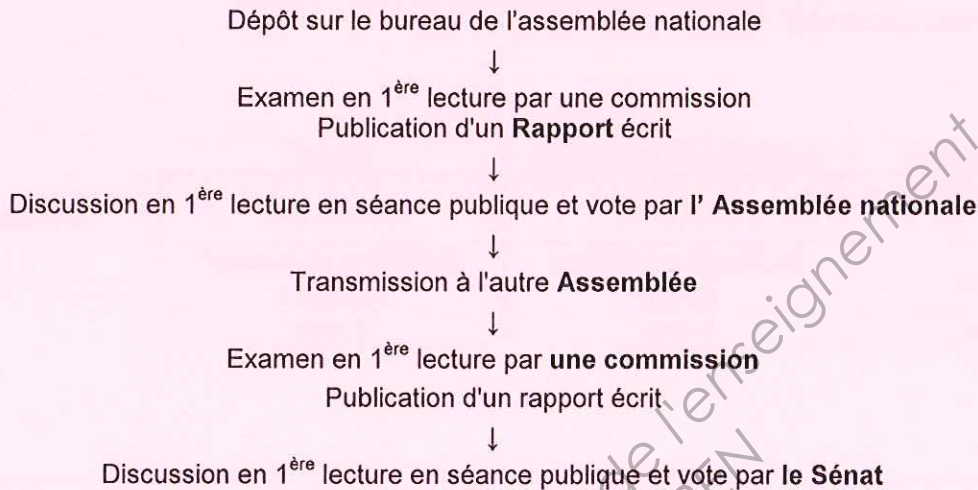 Dépôt sur le bureau de l'assemblée nationale
↓
Examen en 1ère lecture par une commission
Publication d'un Rapport écrit
↓
Discussion en 1ère lecture en séance publique et vote par l' Assemblée nationale
↓
Transmission à l'autre Assemblée
↓
Examen en 1ère lecture par une commission
Publication d'un rapport écrit
↓
Discussion en 1ère lecture en séance publique et vote par le Sénat
de l'enseignement